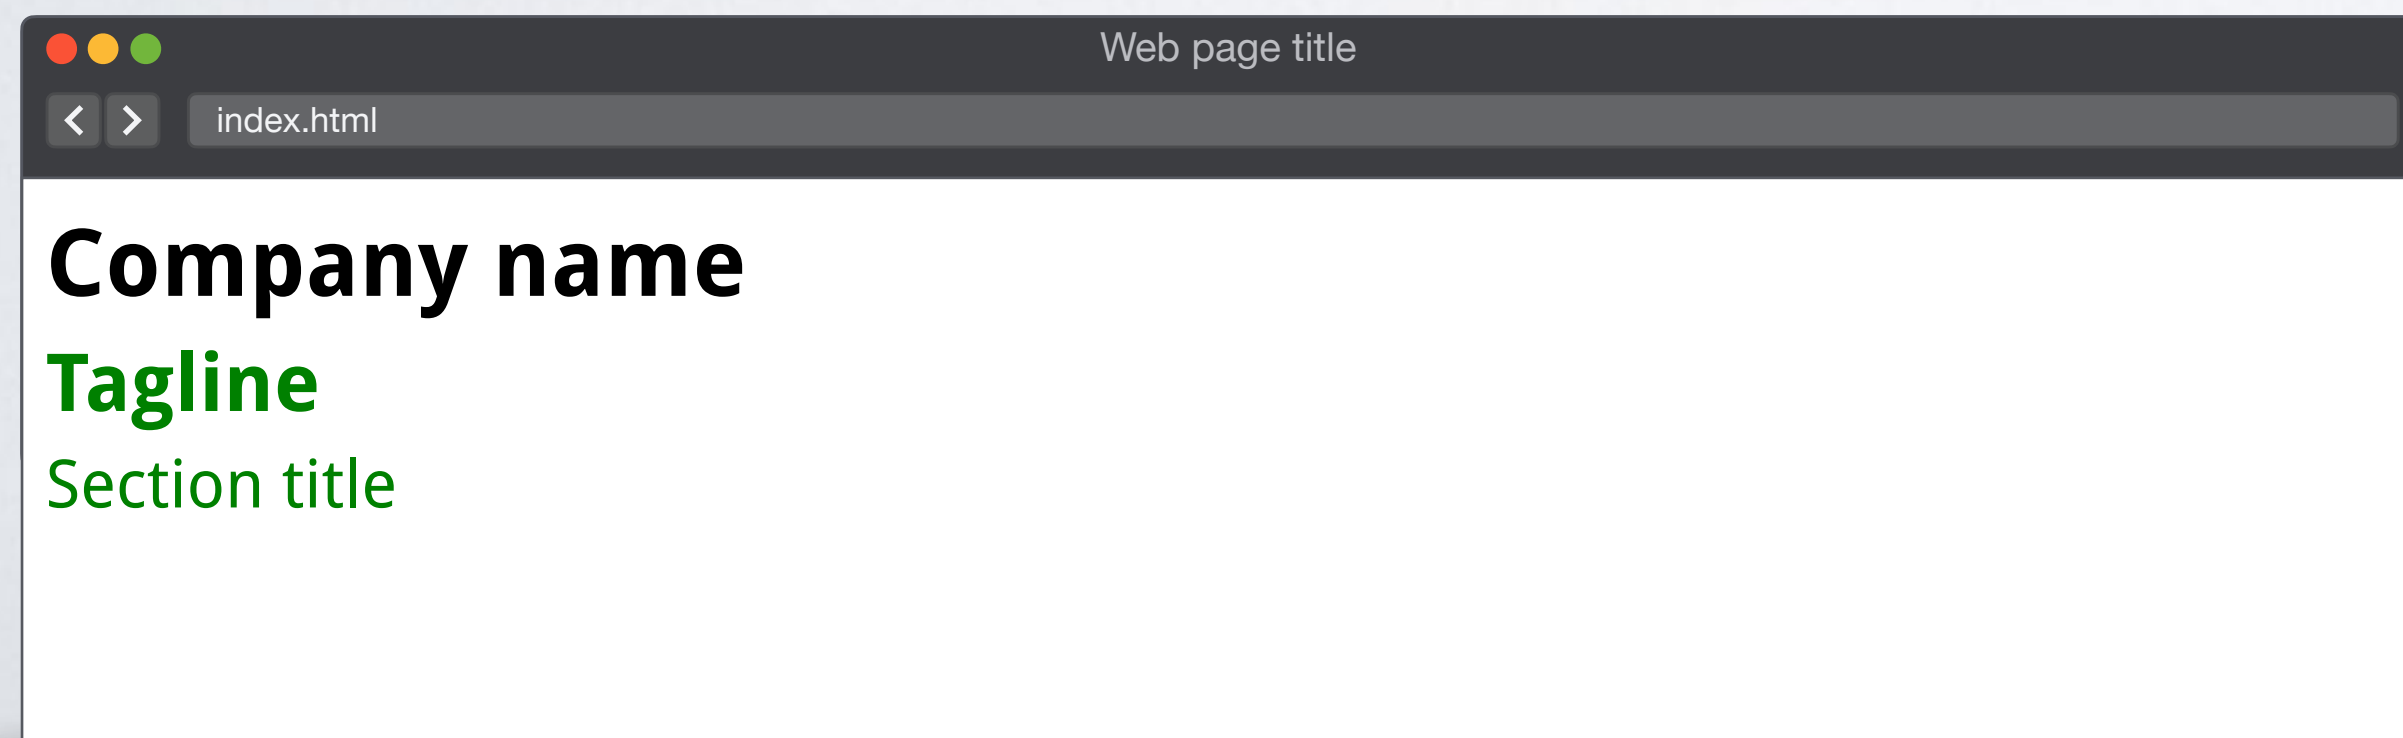 Web page title
index.html
Company name
Tagline
Section title